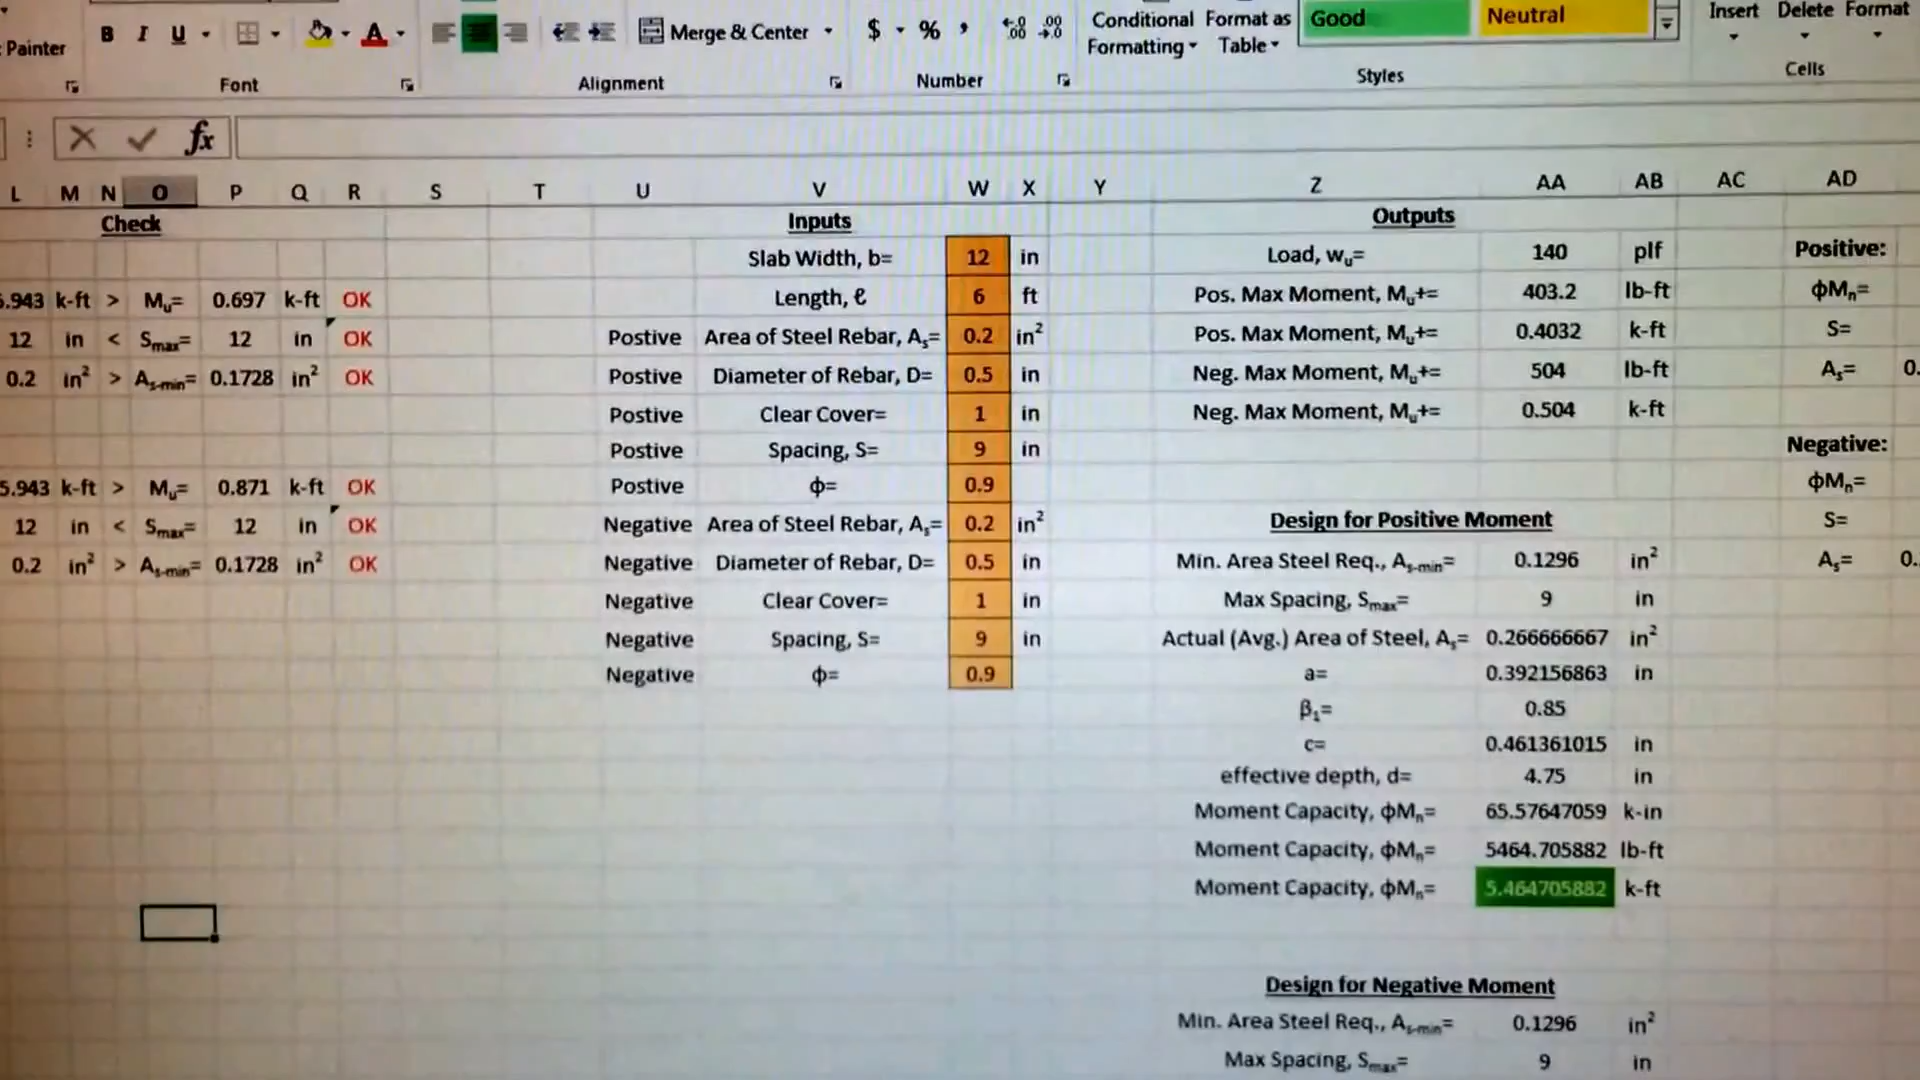 Painter B I U Merge & Center $ % , Conditional Formatting Format as Table Good Neutral Insert Delete Format
Font Alignment Number Styles Cells
fx
L M N O P Q R S T U V W X Y Z AA AB AC AD
Check Inputs Outputs
Slab Width, b= 12 in Load, wu= 140 plf Positive:
5.943 k-ft > Mu= 0.697 k-ft OK Length, ℓ 6 ft Pos. Max Moment, Mu+= 403.2 lb-ft ϕMn=
12 in < Smax= 12 in OK Postive Area of Steel Rebar, As= 0.2 in² Pos. Max Moment, Mu+= 0.4032 k-ft S=
0.2 in² > As-min= 0.1728 in² OK Postive Diameter of Rebar, D= 0.5 in Neg. Max Moment, Mu+= 504 lb-ft As= 0.
Postive Clear Cover= 1 in Neg. Max Moment, Mu+= 0.504 k-ft
Postive Spacing, S= 9 in Negative:
5.943 k-ft > Mu= 0.871 k-ft OK Postive ϕ= 0.9 ϕMn=
12 in < Smax= 12 in OK Negative Area of Steel Rebar, As= 0.2 in² Design for Positive Moment S=
0.2 in² > As-min= 0.1728 in² OK Negative Diameter of Rebar, D= 0.5 in Min. Area Steel Req., As-min= 0.1296 in² As= 0.
Negative Clear Cover= 1 in Max Spacing, Smax= 9 in
Negative Spacing, S= 9 in Actual (Avg.) Area of Steel, As= 0.266666667 in²
Negative ϕ= 0.9 a= 0.392156863 in
β1= 0.85
c= 0.461361015 in
effective depth, d= 4.75 in
Moment Capacity, ϕMn= 65.57647059 k-in
Moment Capacity, ϕMn= 5464.705882 lb-ft
Moment Capacity, ϕMn= 5.464705882 k-ft
Design for Negative Moment
Min. Area Steel Req., As-min= 0.1296 in²
Max Spacing, Smax= 9 in